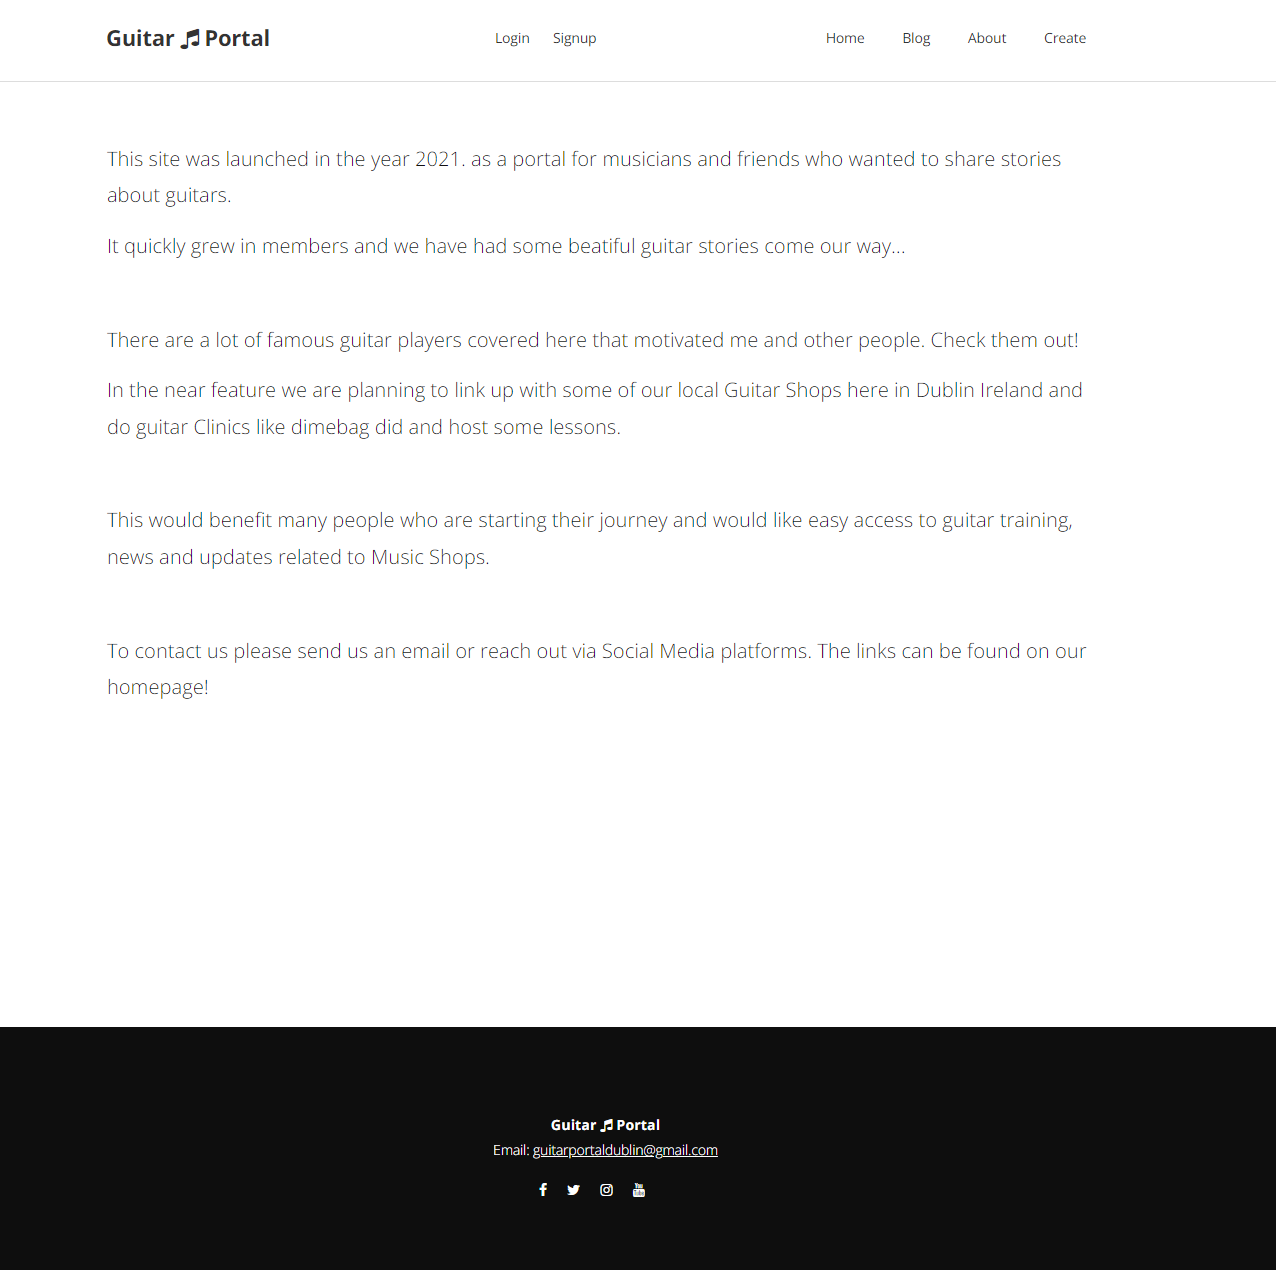 Guitar Portal
Login Signup
Home Blog About Create
This site was launched in the year 2021. as a portal for musicians and friends who wanted to share stories
about guitars.
It quickly grew in members and we have had some beatiful guitar stories come our way...
There are a lot of famous guitar players covered here that motivated me and other people. Check them out!
In the near feature we are planning to link up with some of our local Guitar Shops here in Dublin Ireland and
do guitar Clinics like dimebag did and host some lessons.
This would benefit many people who are starting their journey and would like easy access to guitar training,
news and updates related to Music Shops.
To contact us please send us an email or reach out via Social Media platforms. The links can be found on our
homepage!
Guitar Portal
Email: guitarportaldublin@gmail.com